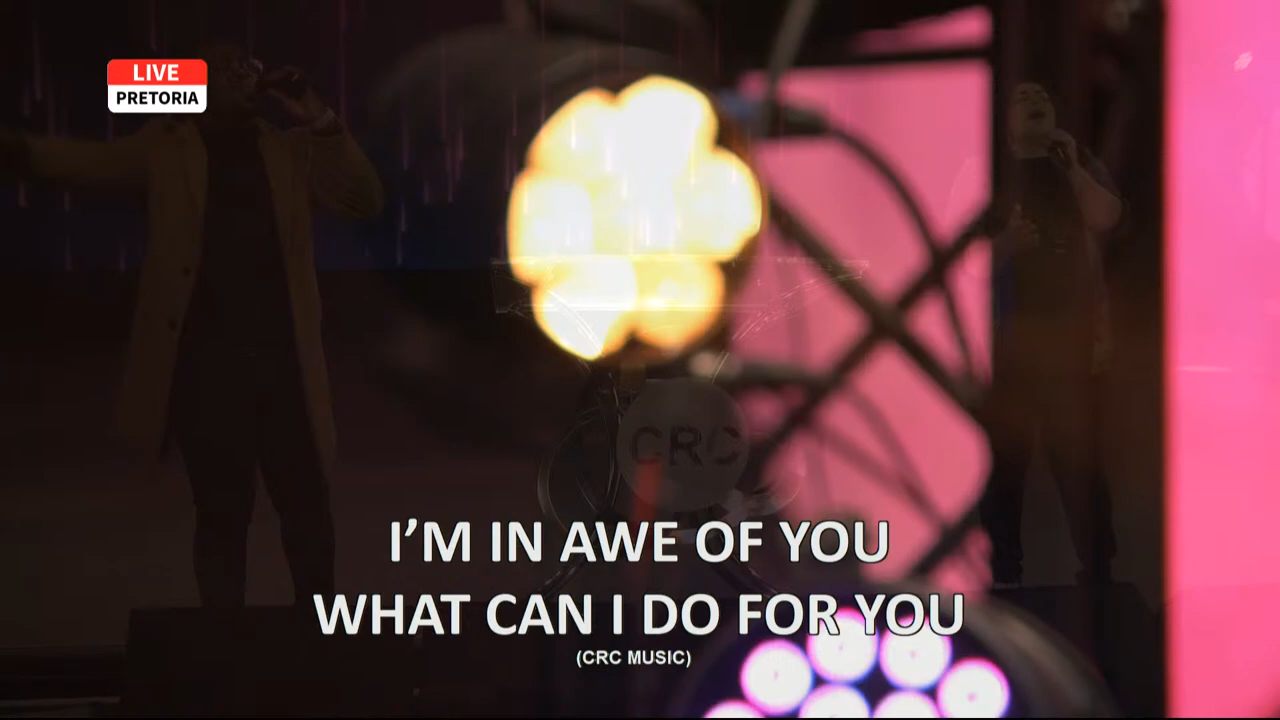 LIVE
PRETORIA
CRC
I'M IN AWE OF YOU
WHAT CAN I DO FOR YOU
(CRC MUSIC)